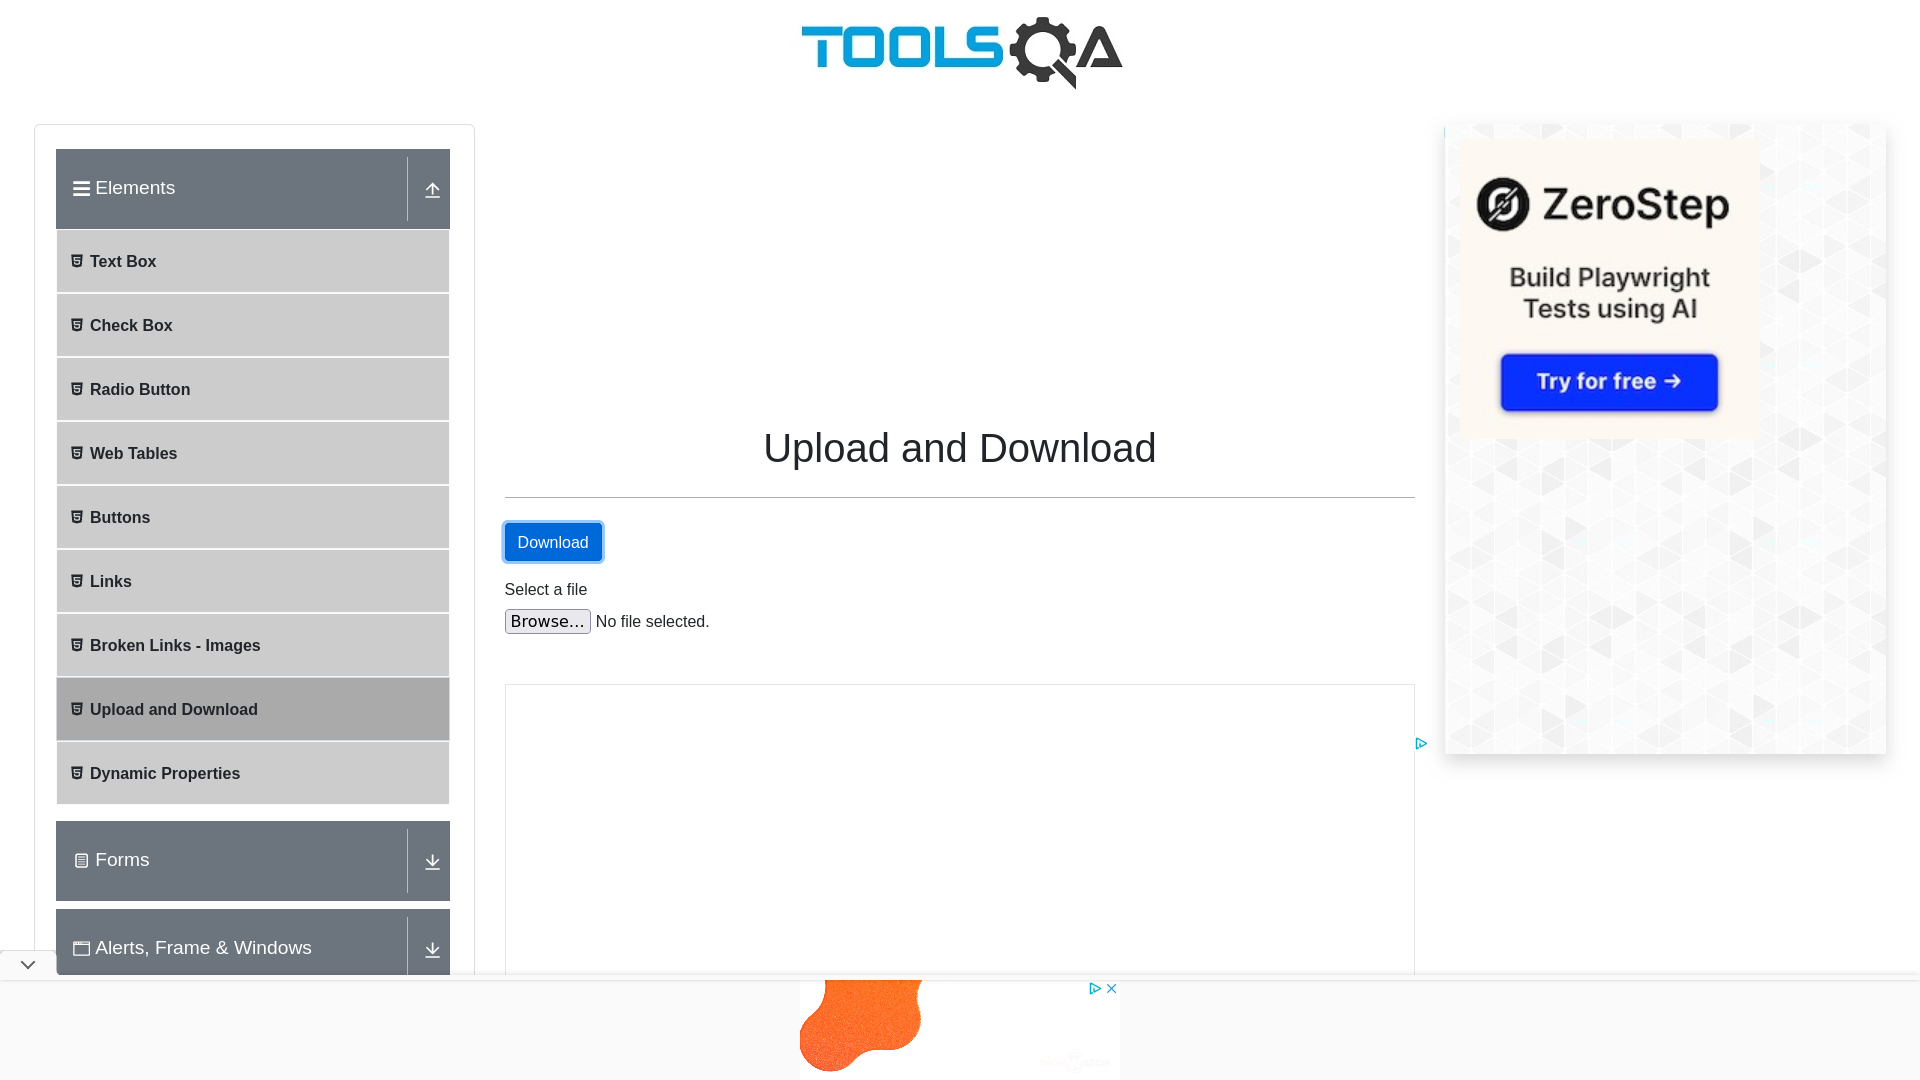 TOOLSQA
Elements
Text Box
Check Box
Radio Button
Web Tables
Buttons
Links
Broken Links - Images
Upload and Download
Dynamic Properties
Forms
Alerts, Frame & Windows
Upload and Download
Download
Select a file
Browse... No file selected.
ZeroStep
Build Playwright
Tests using AI
Try for free →